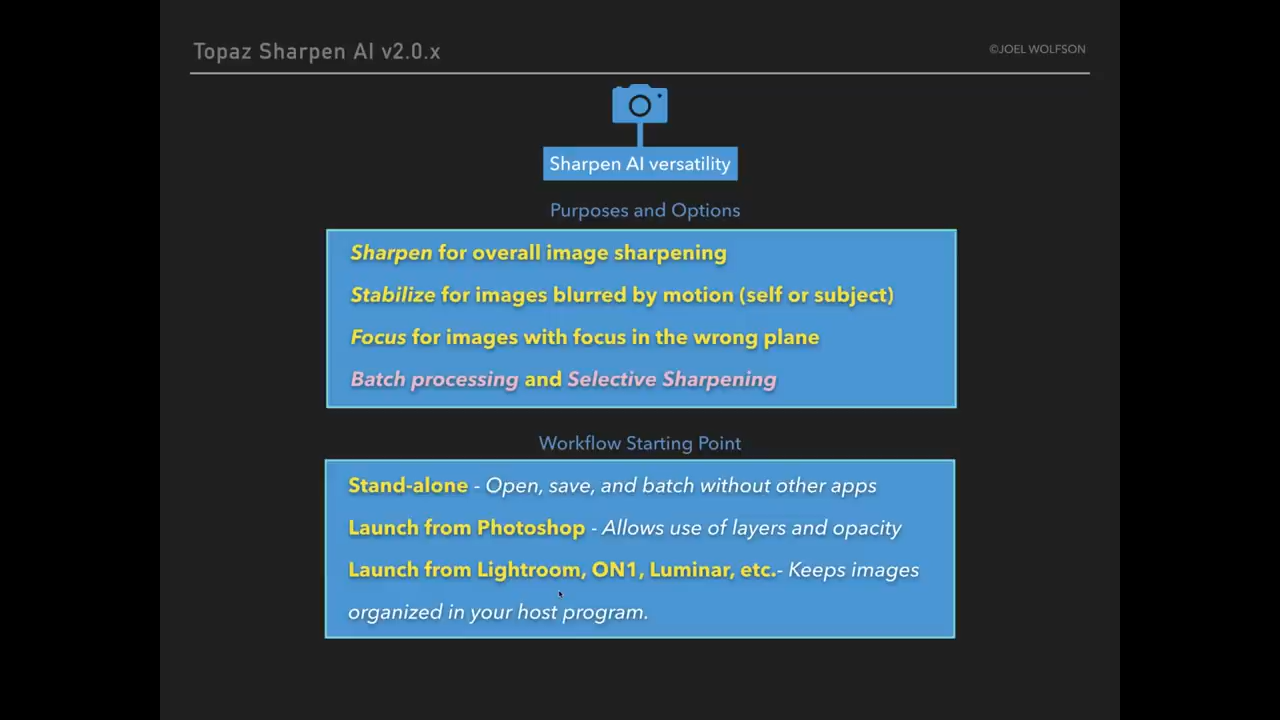 Topaz Sharpen AI v2.0.x
©JOEL WOLFSON
Sharpen AI versatility
Purposes and Options
Sharpen for overall image sharpening
Stabilize for images blurred by motion (self or subject)
Focus for images with focus in the wrong plane
Batch processing and Selective Sharpening
Workflow Starting Point
Stand-alone - Open, save, and batch without other apps
Launch from Photoshop - Allows use of layers and opacity
Launch from Lightroom, ON1, Luminar, etc.- Keeps images
organized in your host program.